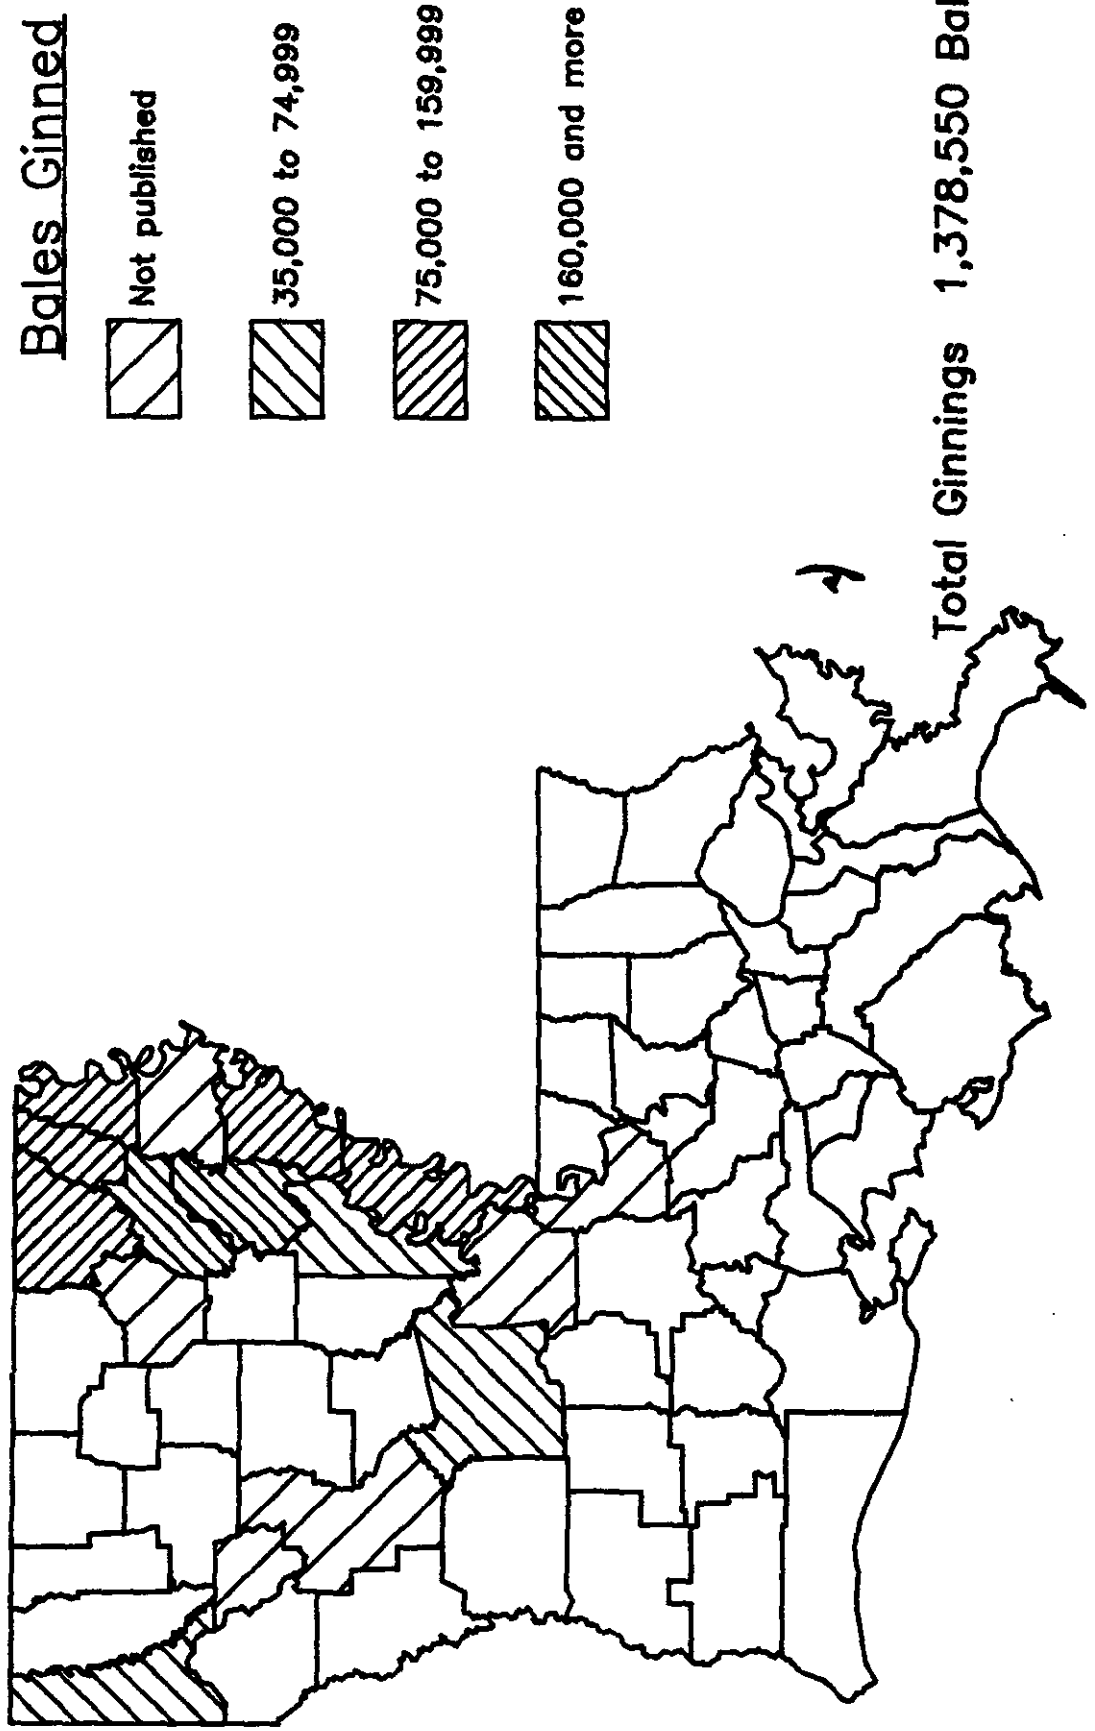 Bales Ginned
Not published
35,000 to 74,999
75,000 to 159,999
160,000 and more
Total Ginnings 1,378,550 Bal